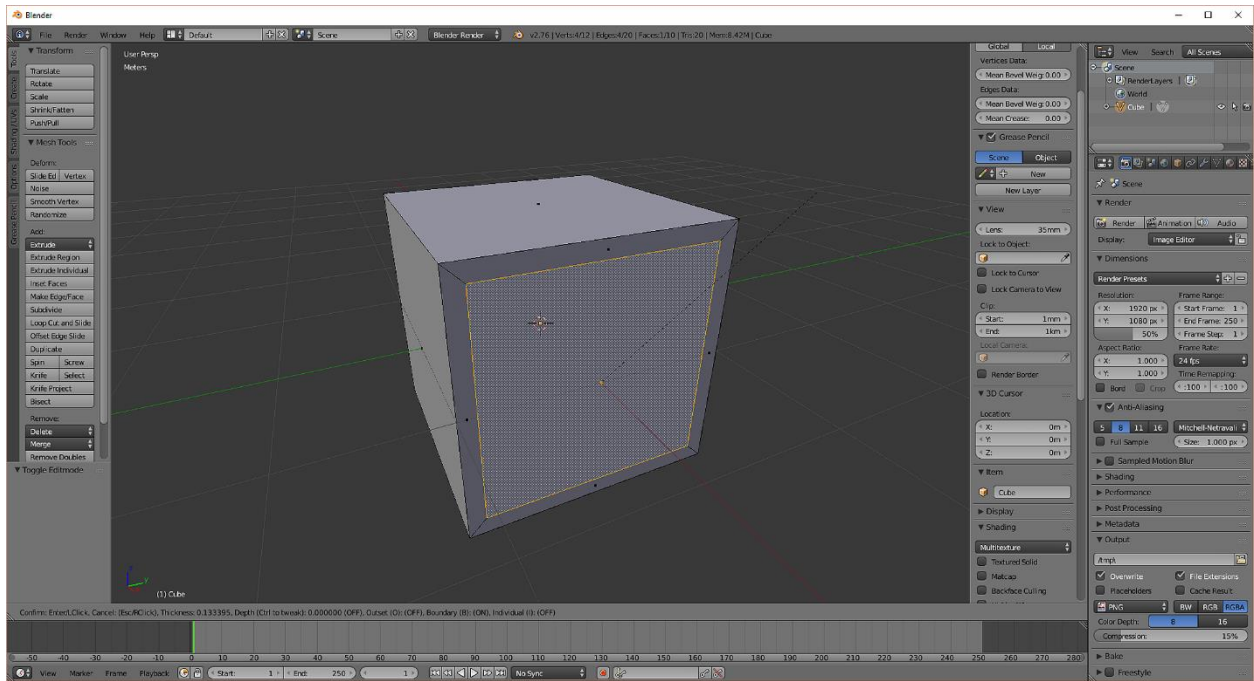 Blender
File Render Window Help Default Scene Blender Render v2.76 | Verts:4/12 | Edges:4/20 | Faces:1/10 | Tris:20 | Mem:8.42M | Cube
Tools
Create
Shading / UVs
Options
Grease Pencil
Transform
Translate
Rotate
Scale
Shrink/Fatten
Push/Pull
Mesh Tools
Deform:
Slide Ed Vertex
Noise
Smooth Vertex
Randomize
Add:
Extrude
Extrude Region
Extrude Individual
Inset Faces
Make Edge/Face
Subdivide
Loop Cut and Slide
Offset Edge Slide
Duplicate
Spin Screw
Knife Select
Knife Project
Bisect
Remove:
Delete
Merge
Remove Doubles
Toggle Editmode
User Persp
Meters
(1) Cube
Confirm: Enter/LClick, Cancel: (Esc/RClick), Thickness: 0.133395, Depth (Ctrl to tweak): 0.000000 (OFF), Outset (O): (OFF), Boundary (B): (ON), Individual (I): (OFF)
Global Local
Vertices Data:
Mean Bevel Weig: 0.00
Edges Data:
Mean Bevel Weig: 0.00
Mean Crease: 0.00
Grease Pencil
Scene Object
New
New Layer
View
Lens: 35mm
Lock to Object:
Lock to Cursor
Lock Camera to View
Clip:
Start: 1mm
End: 1km
Local Camera:
Render Border
3D Cursor
Location:
X: 0m
Y: 0m
Z: 0m
Item
Cube
Display
Shading
Multitexture
Textured Solid
Matcap
Backface Culling
View Search All Scenes
Scene
RenderLayers
World
Cube
Scene
Render
Render Animation Audio
Display: Image Editor
Dimensions
Render Presets
Resolution: Frame Range:
X: 1920 px Start Frame: 1
Y: 1080 px End Frame: 250
50% Frame Step: 1
Aspect Ratio: Frame Rate:
X: 1.000 24 fps
Y: 1.000 Time Remapping:
Bord Crop :100 :100
Anti-Aliasing
5 8 11 16 Mitchell-Netravali
Full Sample Size: 1.000 px
Sampled Motion Blur
Shading
Performance
Post Processing
Metadata
Output
/tmp\
Overwrite File Extensions
Placeholders Cache Result
PNG BW RGB RGBA
Color Depth: 8 16
Compression: 15%
Bake
Freestyle
-50 -40 -30 -20 -10 0 10 20 30 40 50 60 70 80 90 100 110 120 130 140 150 160 170 180 190 200 210 220 230 240 250 260 270 280
View Marker Frame Playback Start: 1 End: 250 1 No Sync